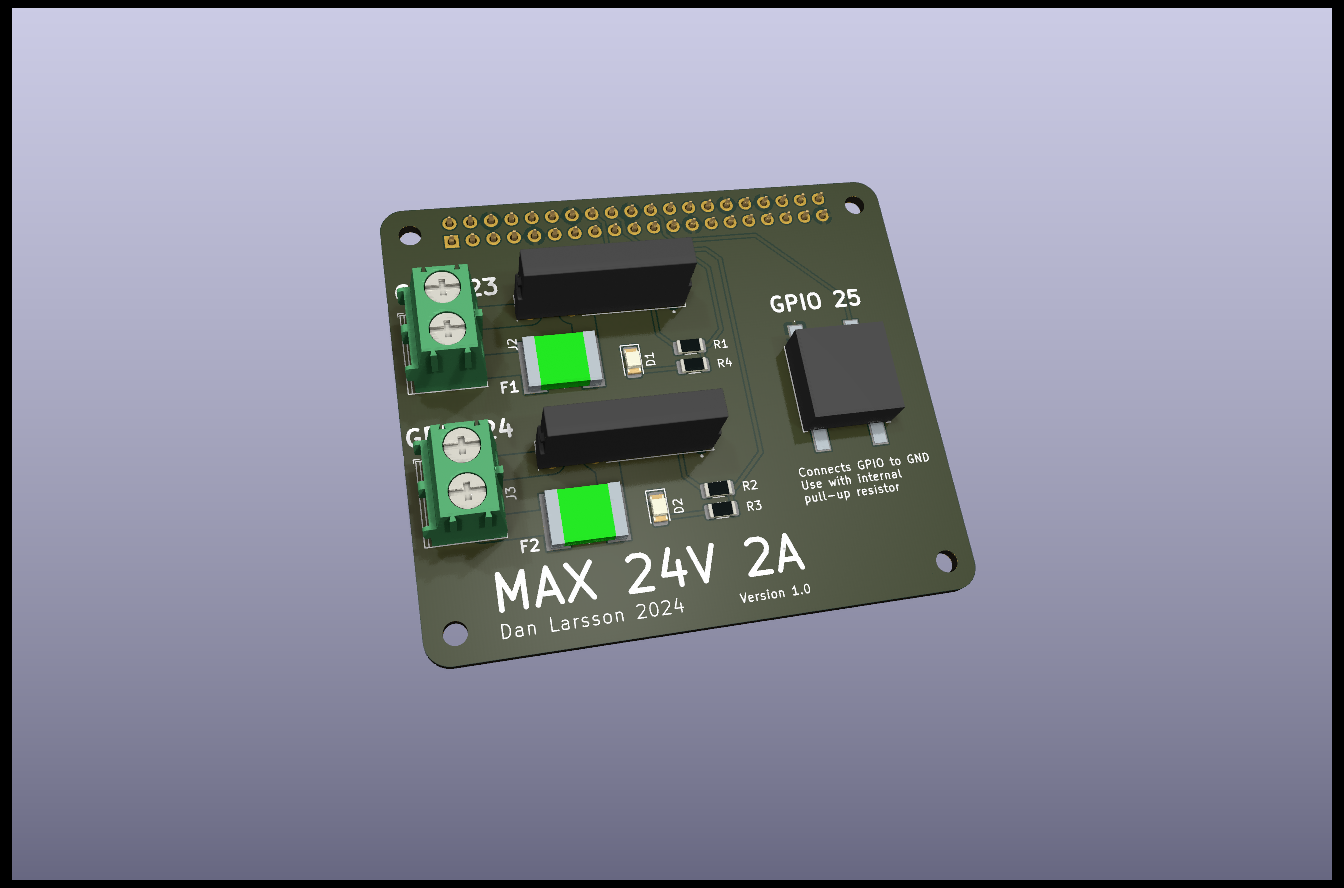 23
GPIO 25
J2
D1
R1
R4
F1
24
Connects GPIO to GND
Use with internal
pull-up resistor
J3
D2
R2
R3
F2
MAX 24V 2A
Dan Larsson 2024
Version 1.0